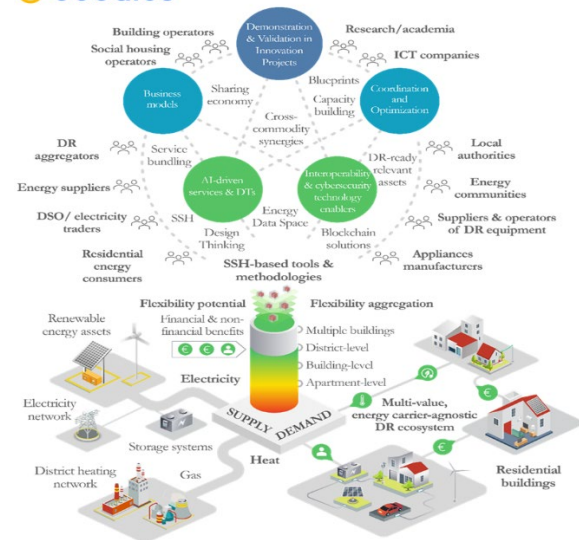 Demonstration
& Validation in
Innovation
Projects
Building operators
Social housing
operators
Research/academia
ICT companies
Business
models
Sharing
economy
Blueprints
Capacity
building
Coordination
and
Optimization
Cross-
commodity
synergies
DR
aggregators
Service
bundling
DR-ready
relevant
assets
Local
authorities
Energy suppliers
AI-driven
services & DTs
Interoperability
& cybersecurity
technology
enablers
Energy
communities
DSO/ electricity
traders
SSH
Energy
Data Space
Suppliers & operators
of DR equipment
Design
Thinking
Blockchain
solutions
Residential
energy
consumers
SSH-based tools &
methodologies
Appliances
manufacturers
Flexibility potential
Flexibility aggregation
Renewable
energy assets
Financial & non-
financial benefits
Multiple buildings
District-level
Building-level
Apartment-level
€ €
Electricity
Electricity
network
SUPPLY DEMAND
Multi-value,
energy carrier-agnostic
DR ecosystem
€
€
Storage systems
Heat
District heating
network
Gas
Residential
buildings